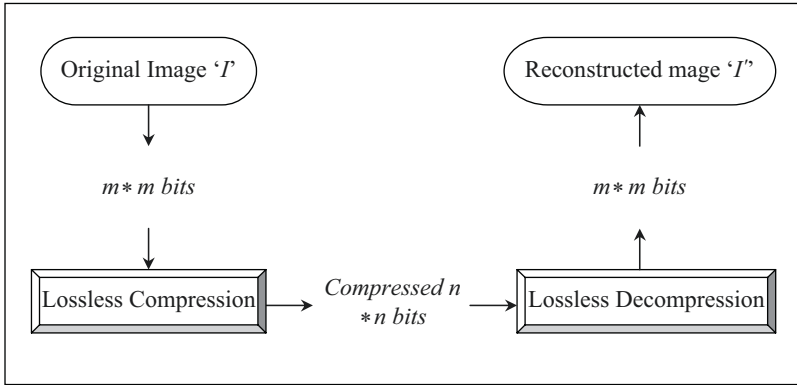 Original Image ‘I’
m∗ m bits
Lossless Compression
Compressed n
∗n bits
Lossless Decompression
m∗ m bits
Reconstructed mage ‘I'’